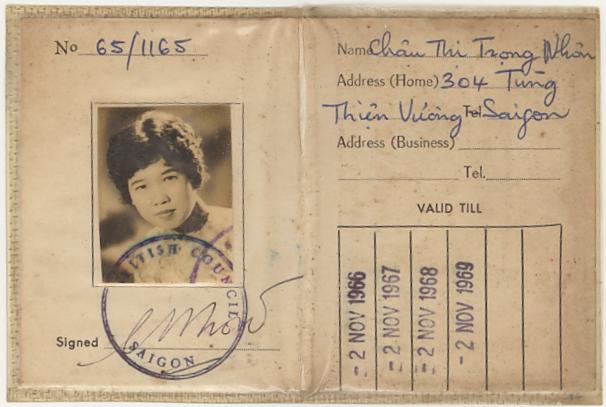 No 65/1165
BRITISH COUNCIL
SAIGON
Signed
Name Châu Thị Trọng Nhơn
Address (Home) 304 Tùng
Thiện Vương Tel. Saigon
Address (Business)
Tel.
VALID TILL
- 2 NOV 1966
- 2 NOV 1967
- 2 NOV 1968
- 2 NOV 1969